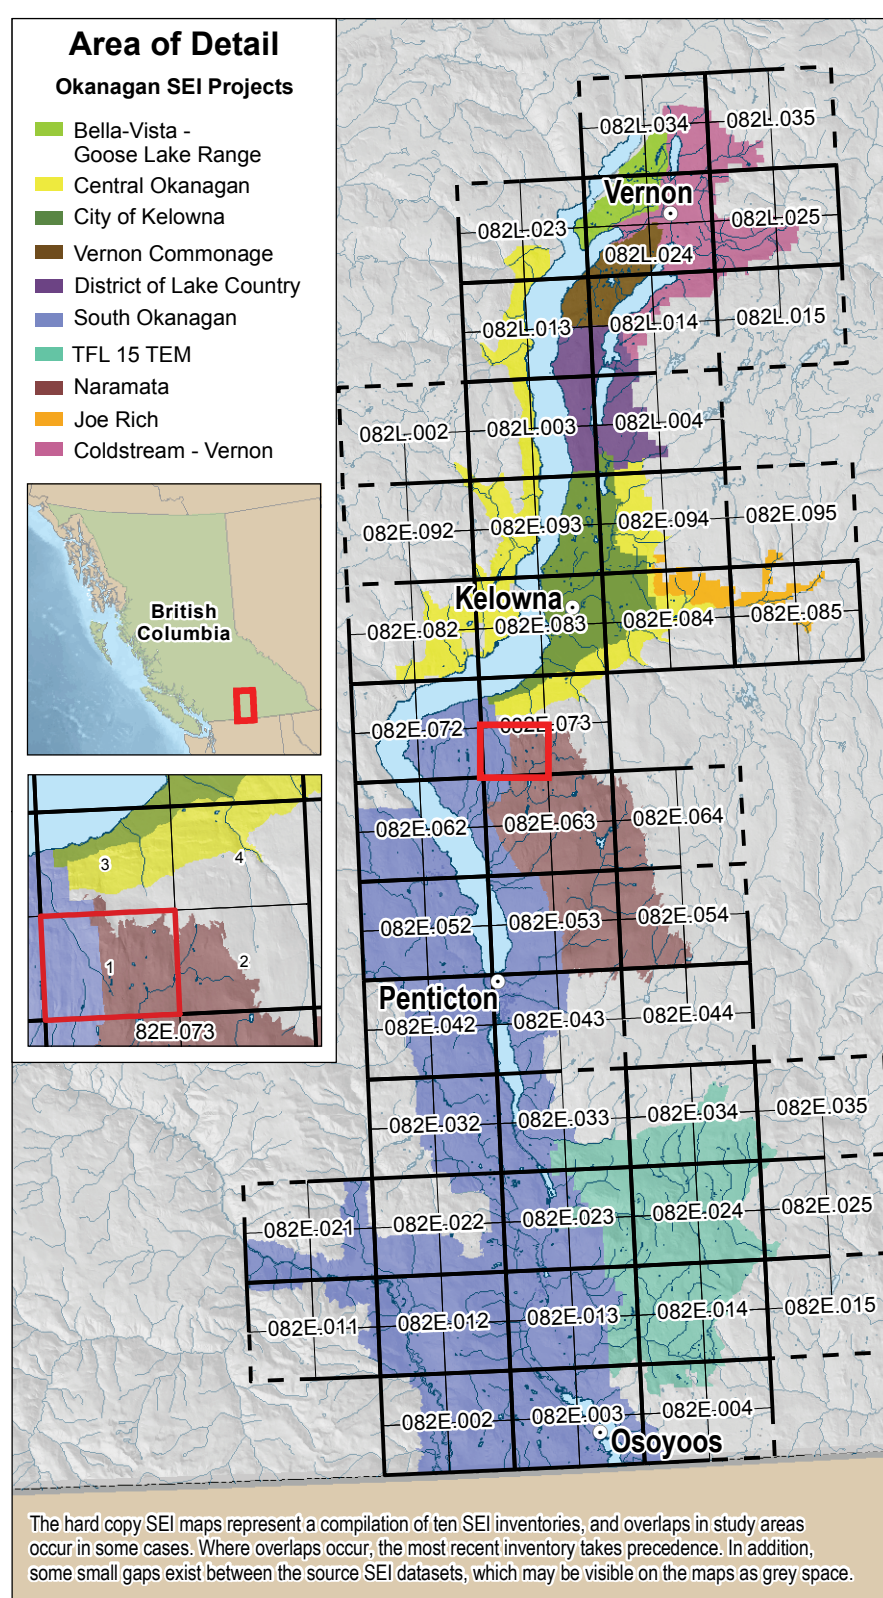 Area of Detail
Okanagan SEI Projects
Bella-Vista -
Goose Lake Range
Central Okanagan
City of Kelowna
Vernon Commonage
District of Lake Country
South Okanagan
TFL 15 TEM
Naramata
Joe Rich
Coldstream - Vernon
British
Columbia
3
4
1
2
82E.073
082L.034
082L.035
Vernon
082L.023
082L.025
082L.024
082L.013
082L.014
082L.015
082L.002
082L.003
082L.004
082E.092
082E.093
082E.094
082E.095
Kelowna
082E.082
082E.083
082E.084
082E.085
082E.072
082E.073
082E.062
082E.063
082E.064
082E.052
082E.053
082E.054
Penticton
082E.042
082E.043
082E.044
082E.032
082E.033
082E.034
082E.035
082E.021
082E.022
082E.023
082E.024
082E.025
082E.011
082E.012
082E.013
082E.014
082E.015
082E.002
082E.003
082E.004
Osoyoos
The hard copy SEI maps represent a compilation of ten SEI inventories, and overlaps in study areas
occur in some cases. Where overlaps occur, the most recent inventory takes precedence. In addition,
some small gaps exist between the source SEI datasets, which may be visible on the maps as grey space.